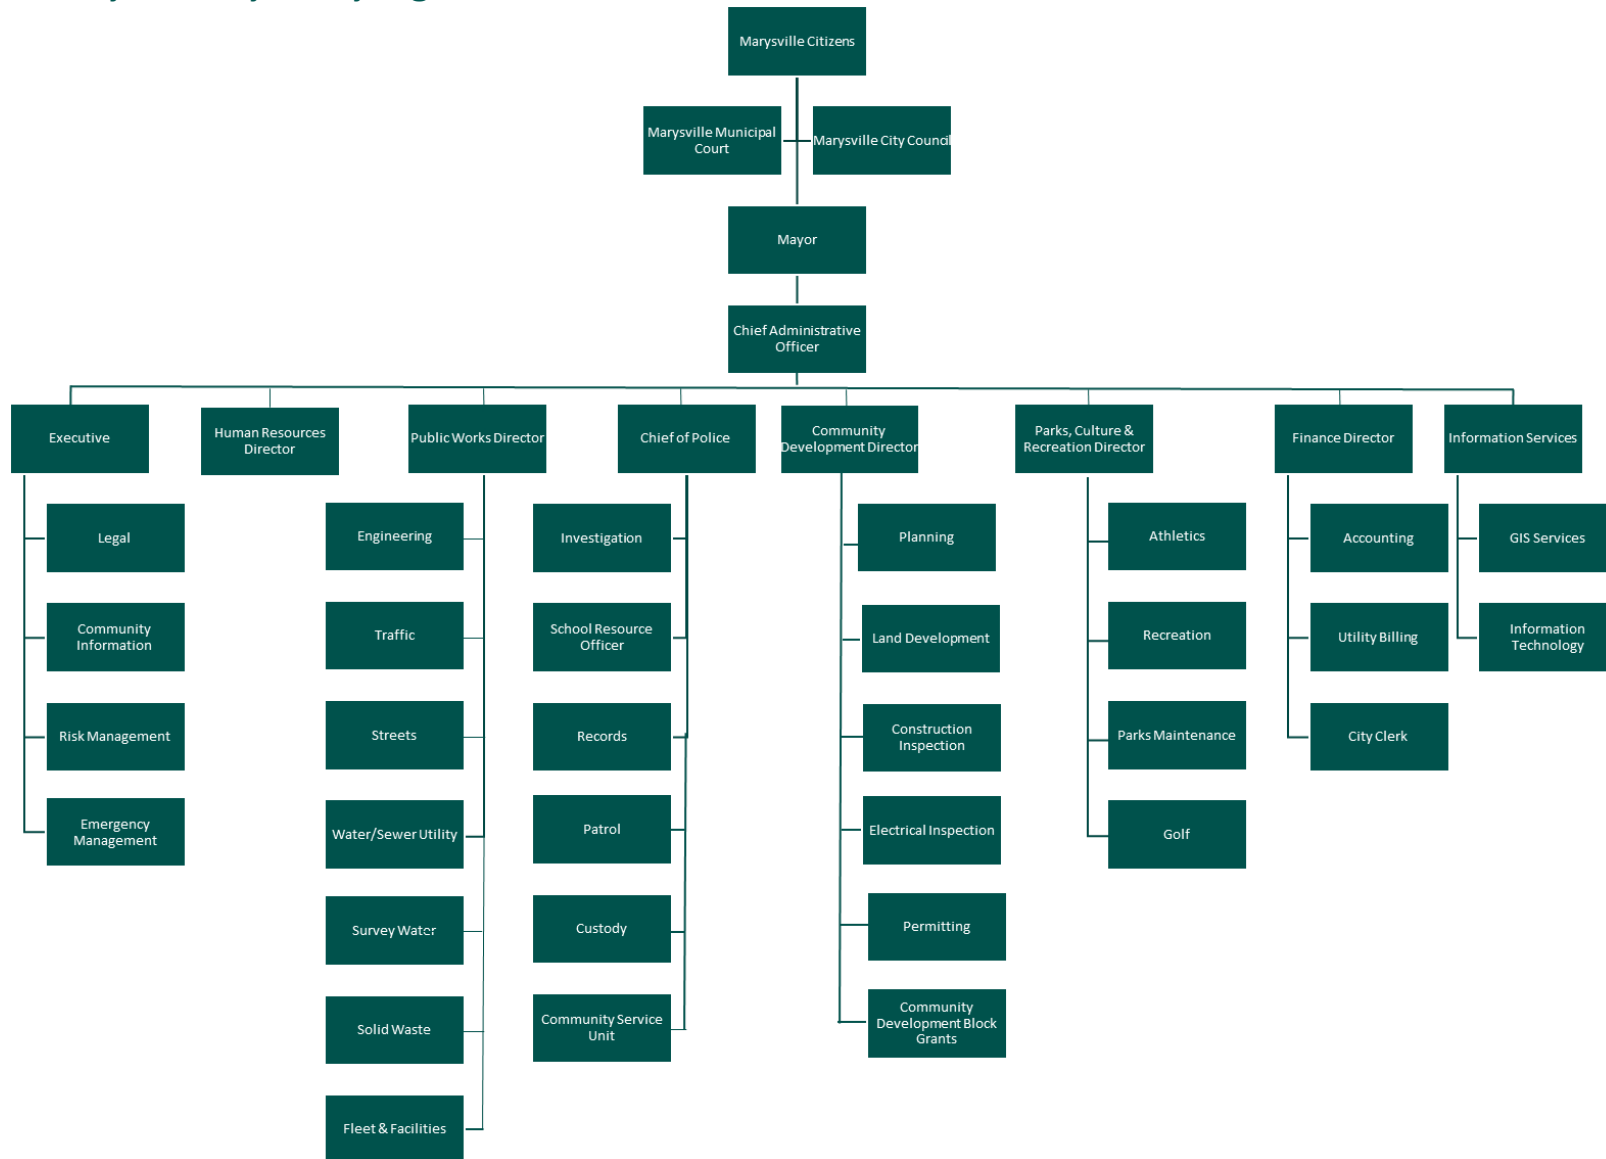 Marysville Citizens
Marysville Municipal
Court
Marysville City Council
Mayor
Chief Administrative
Officer
Executive
Human Resources
Director
Public Works Director
Chief of Police
Community
Development Director
Parks, Culture &
Recreation Director
Finance Director
Information Services
Legal
Community
Information
Risk Management
Emergency
Management
Engineering
Traffic
Streets
Water/Sewer Utility
Survey Water
Solid Waste
Fleet & Facilities
Investigation
School Resource
Officer
Records
Patrol
Custody
Community Service
Unit
Planning
Land Development
Construction
Inspection
Electrical Inspection
Permitting
Community
Development Block
Grants
Athletics
Recreation
Parks Maintenance
Golf
Accounting
Utility Billing
City Clerk
GIS Services
Information
Technology